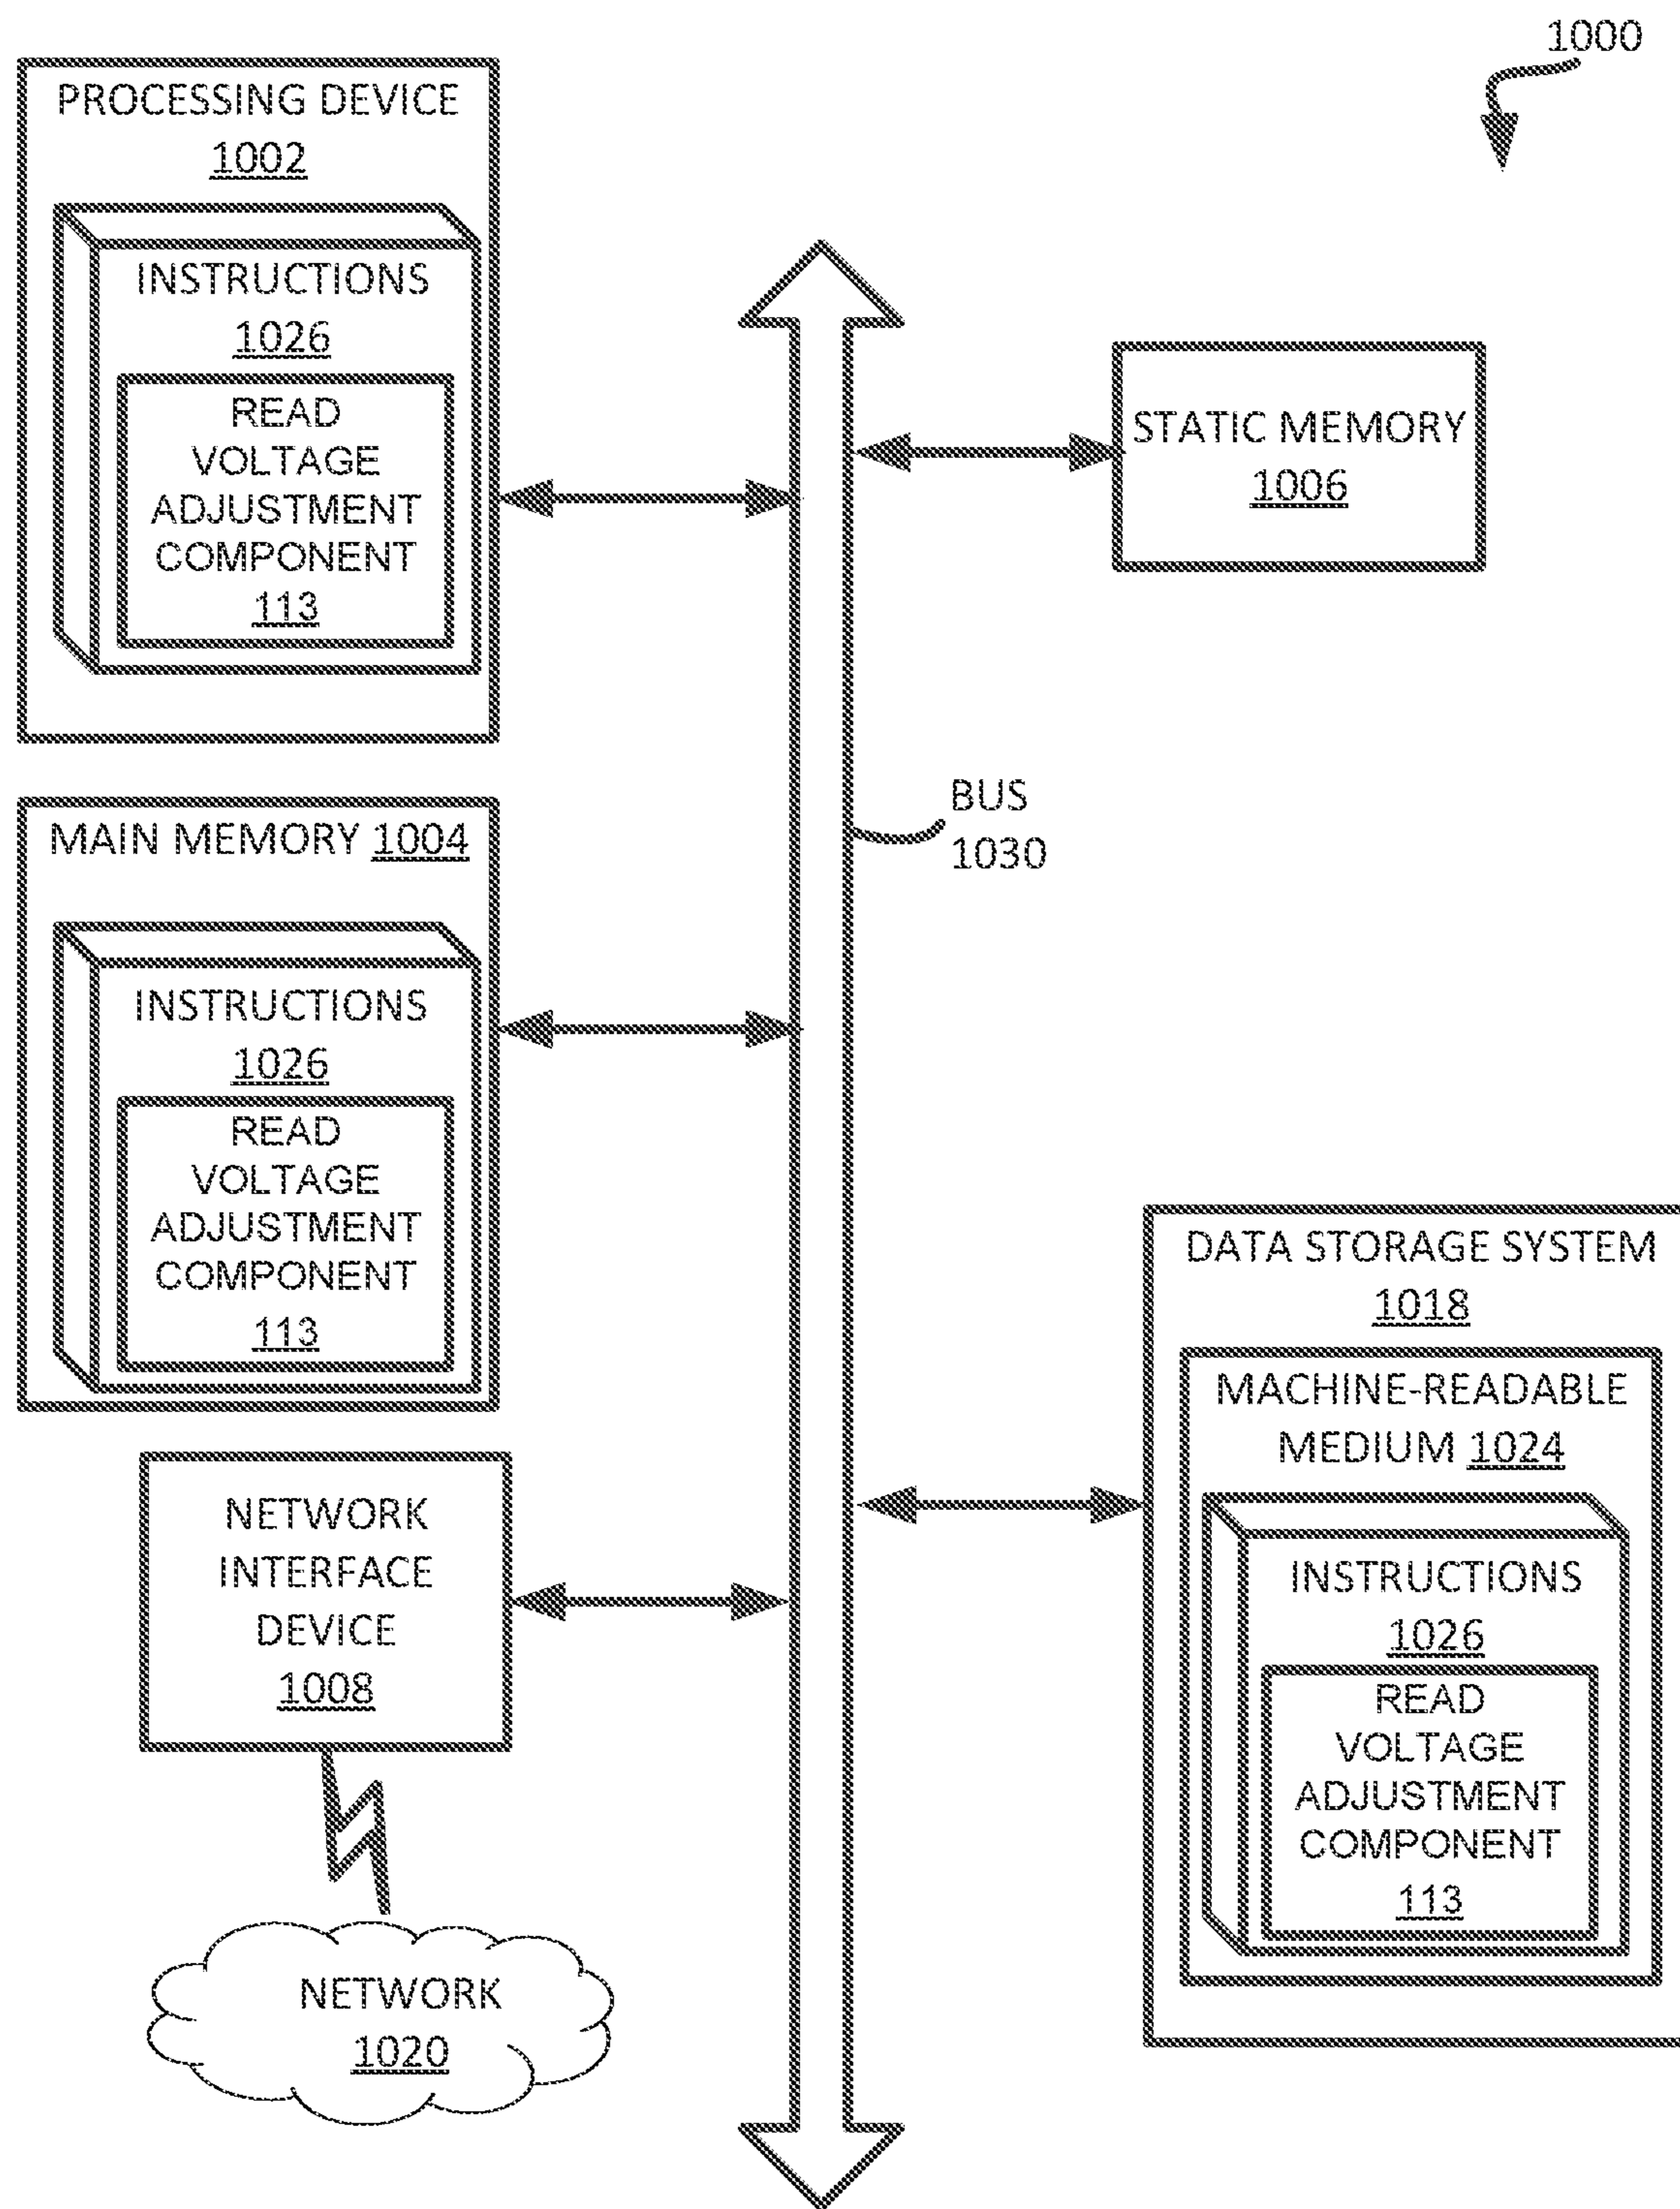 1000
PROCESSING DEVICE
1002
INSTRUCTIONS
1026
READ
VOLTAGE
ADJUSTMENT
COMPONENT
113
STATIC MEMORY
1006
BUS
1030
MAIN MEMORY 1004
INSTRUCTIONS
1026
READ
VOLTAGE
ADJUSTMENT
COMPONENT
113
DATA STORAGE SYSTEM
1018
MACHINE-READABLE
MEDIUM 1024
INSTRUCTIONS
1026
READ
VOLTAGE
ADJUSTMENT
COMPONENT
113
NETWORK
INTERFACE
DEVICE
1008
NETWORK
1020